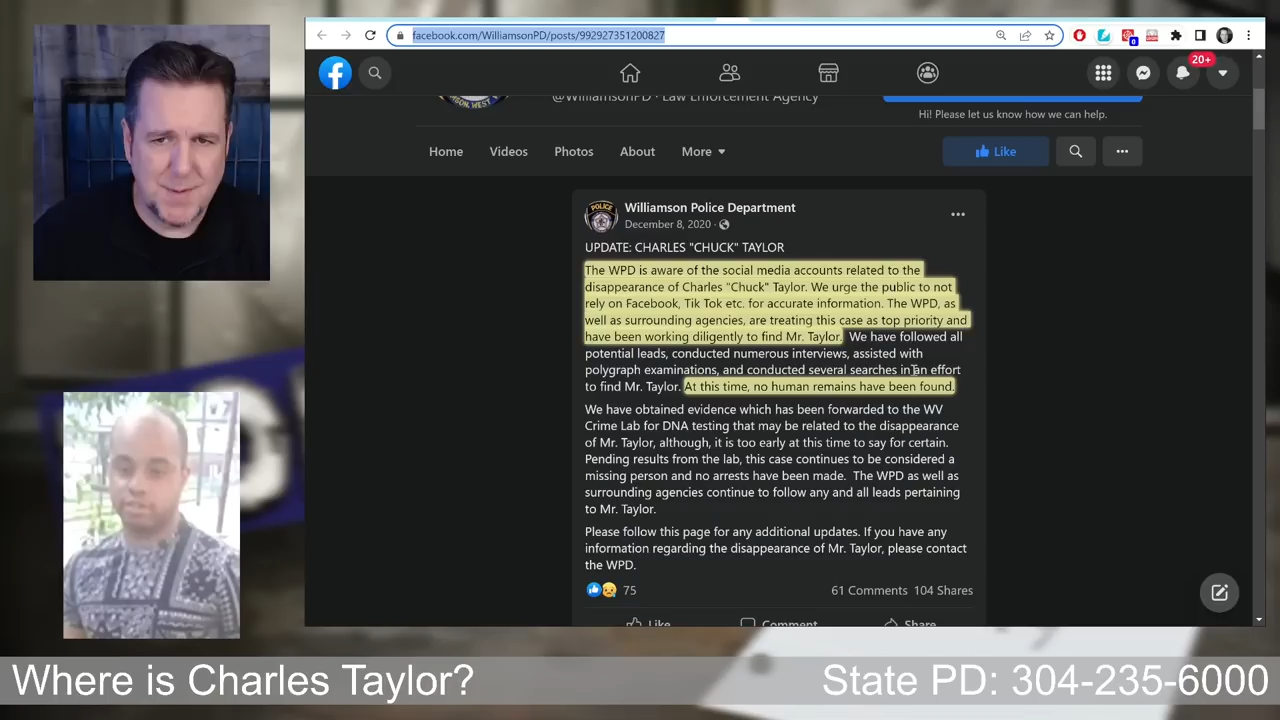 facebook.com/WilliamsonPD/posts/992927351200827
20+
@WilliamsonPD · Law Enforcement Agency
Hi! Please let us know how we can help.
Home Videos Photos About More Like
POLICE
Williamson Police Department
December 8, 2020 ·
UPDATE: CHARLES "CHUCK" TAYLOR
The WPD is aware of the social media accounts related to the
disappearance of Charles "Chuck" Taylor. We urge the public to not
rely on Facebook, Tik Tok etc. for accurate information. The WPD, as
well as surrounding agencies, are treating this case as top priority and
have been working diligently to find Mr. Taylor. We have followed all
potential leads, conducted numerous interviews, assisted with
polygraph examinations, and conducted several searches in an effort
to find Mr. Taylor. At this time, no human remains have been found.
We have obtained evidence which has been forwarded to the WV
Crime Lab for DNA testing that may be related to the disappearance
of Mr. Taylor, although, it is too early at this time to say for certain.
Pending results from the lab, this case continues to be considered a
missing person and no arrests have been made. The WPD as well as
surrounding agencies continue to follow any and all leads pertaining
to Mr. Taylor.
Please follow this page for any additional updates. If you have any
information regarding the disappearance of Mr. Taylor, please contact
the WPD.
75 61 Comments 104 Shares
Like Comment Share
Where is Charles Taylor? State PD: 304-235-6000